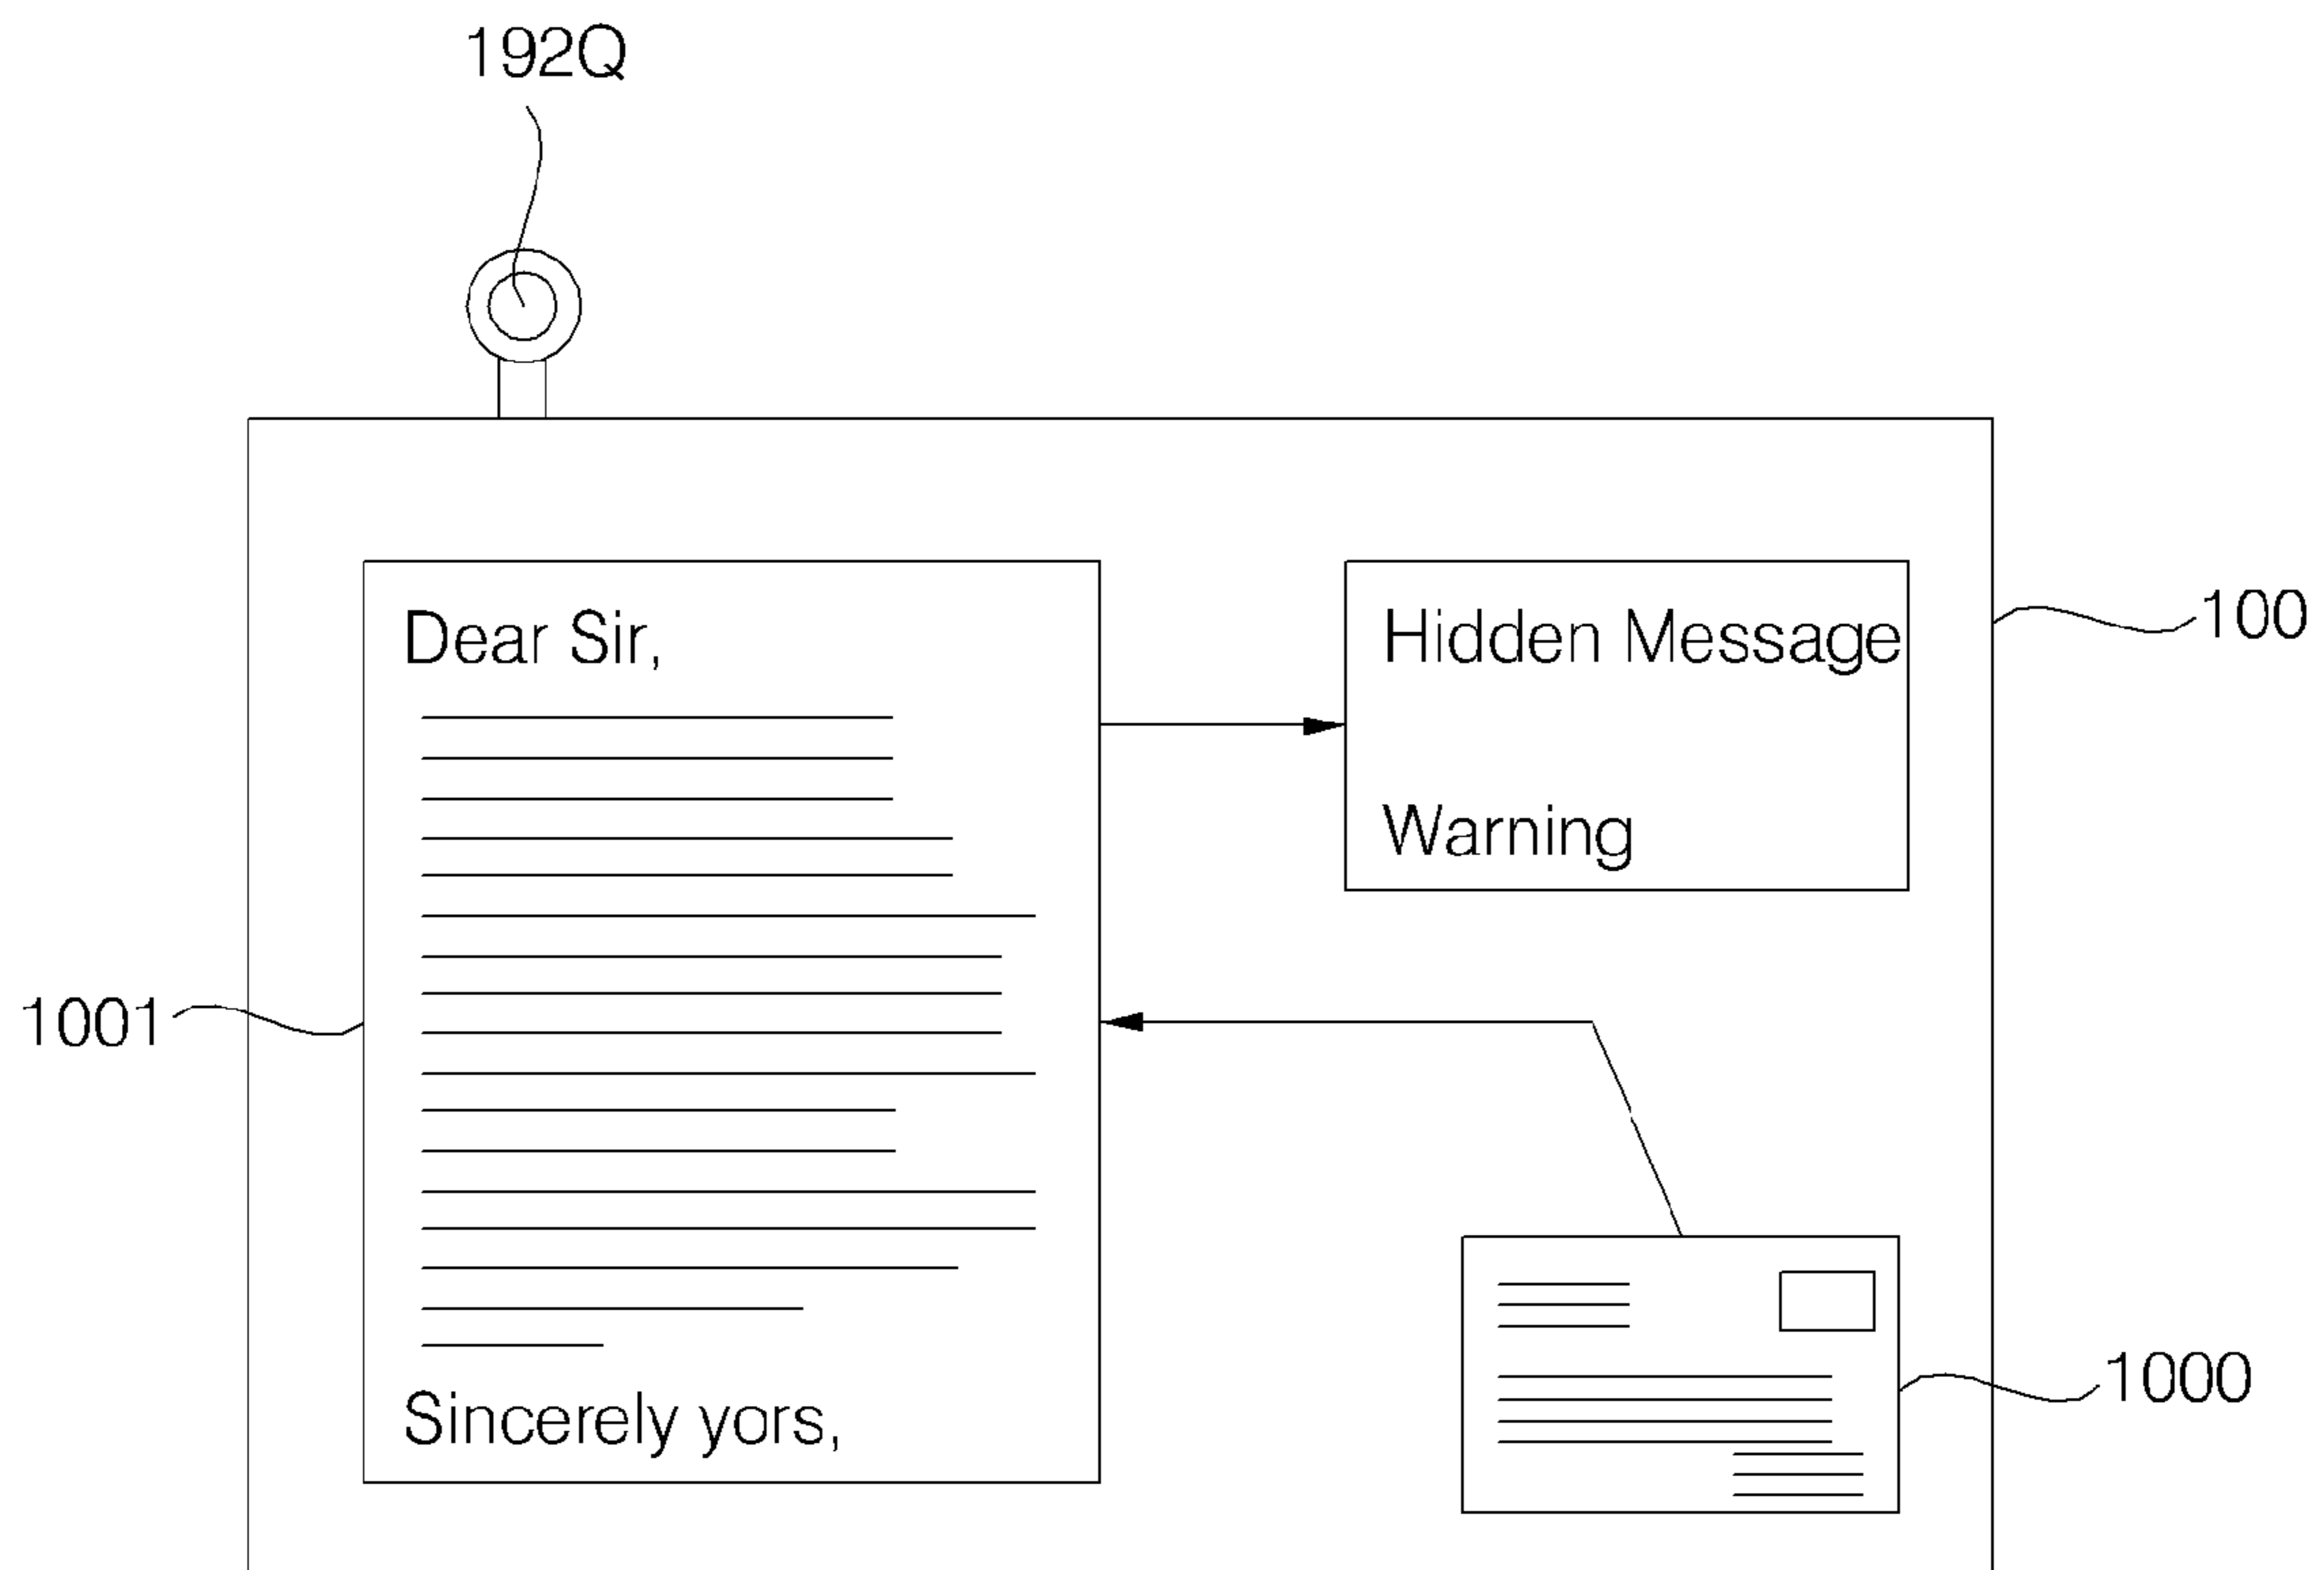 192Q
Dear Sir,
Hidden Message
100
Warning
1001
1000
Sincerely yors,